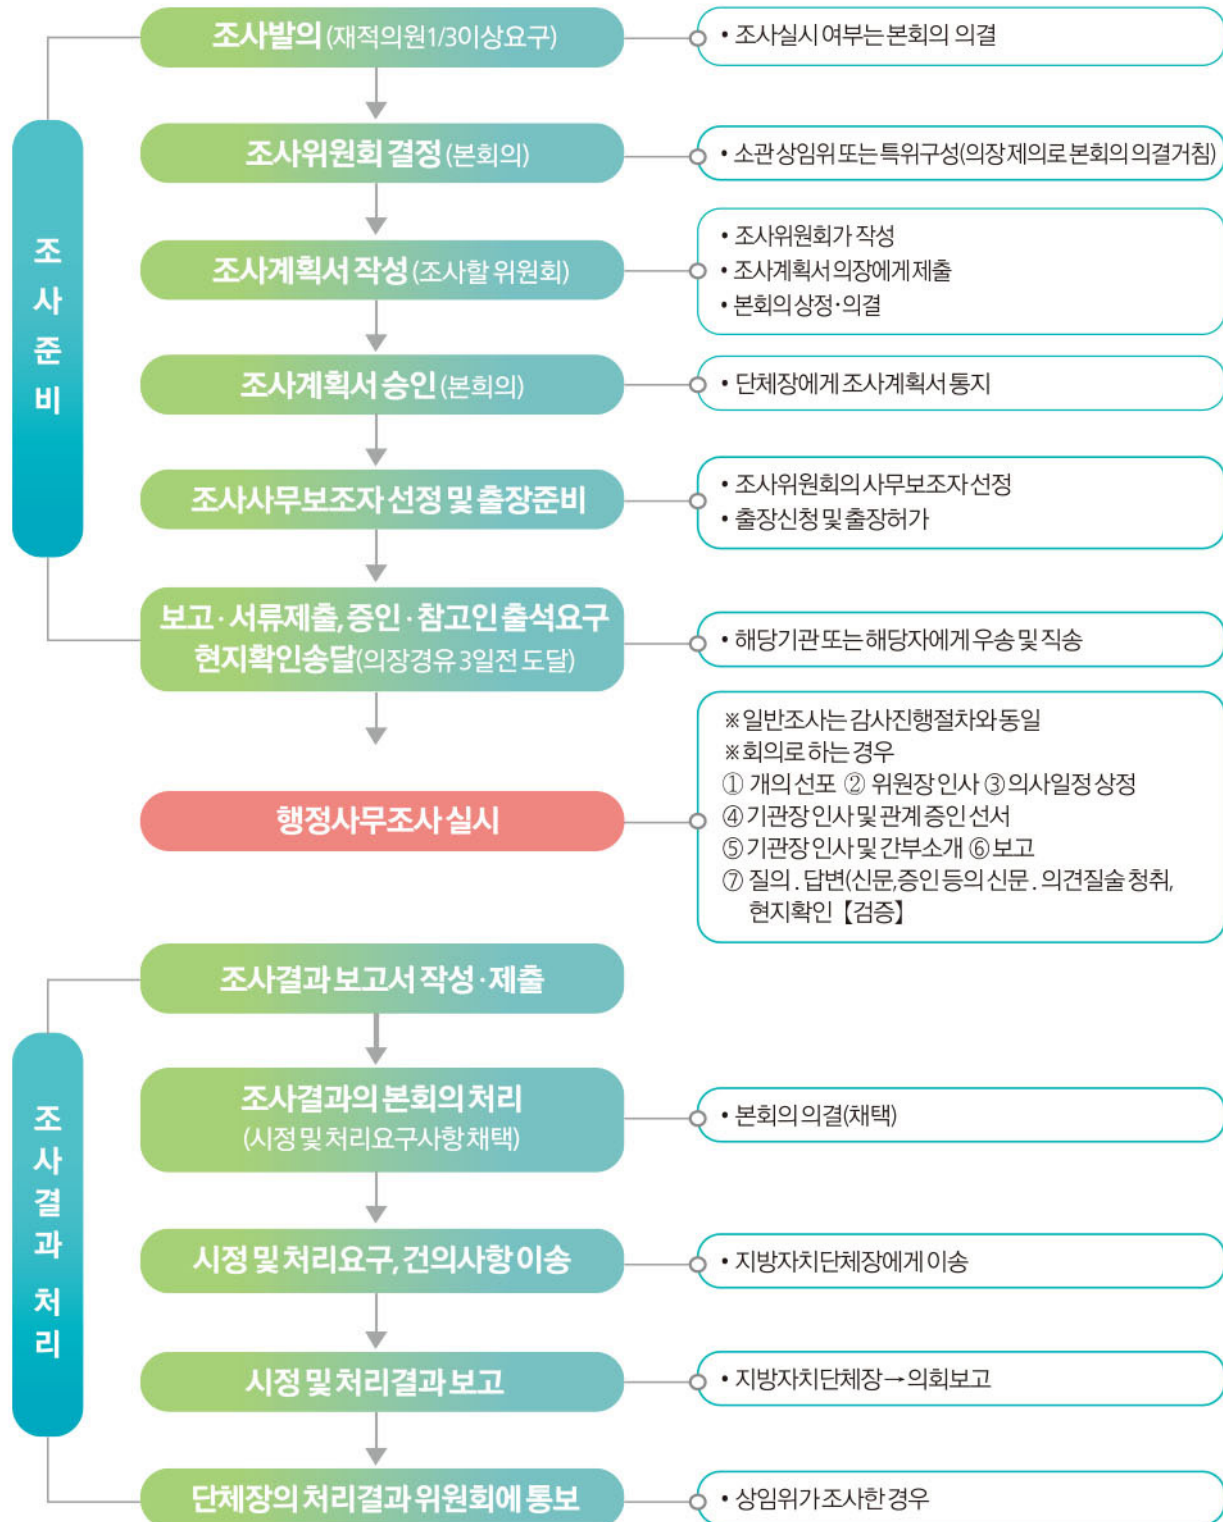 조사준비
조사발의 (재적의원1/3이상요구)
• 조사실시 여부는 본회의 의결
조사위원회 결정 (본회의)
• 소관 상임위 또는 특위구성(의장 제의로 본회의 의결거침)
조사계획서 작성 (조사할 위원회)
• 조사위원회가 작성
• 조사계획서 의장에게 제출
• 본회의 상정·의결
조사계획서 승인 (본희의)
• 단체장에게 조사계획서 통지
조사사무보조자 선정 및 출장준비
• 조사위원회의 사무보조자 선정
• 출장신청 및 출장허가
보고 · 서류제출, 증인 · 참고인 출석요구
현지확인송달(의장경유 3일전 도달)
• 해당기관 또는 해당자에게 우송 및 직송
행정사무조사 실시
※ 일반조사는 감사진행절차와 동일
※ 회의로 하는 경우
① 개의 선포 ② 위원장 인사 ③ 의사일정 상정
④ 기관장 인사 및 관계 증인 선서
⑤ 기관장 인사 및 간부소개 ⑥ 보고
⑦ 질의 . 답변(신문,증인 등의 신문 . 의견질술 청취,
현지확인【검증】
조사결과 처리
조사결과 보고서 작성 · 제출
조사결과의 본회의 처리
(시정 및 처리요구사항 채택)
• 본회의 의결(채택)
시정 및 처리요구, 건의사항 이송
• 지방자치단체장에게 이송
시정 및 처리결과 보고
• 지방자치단체장→의회보고
단체장의 처리결과 위원회에 통보
• 상임위가 조사한 경우